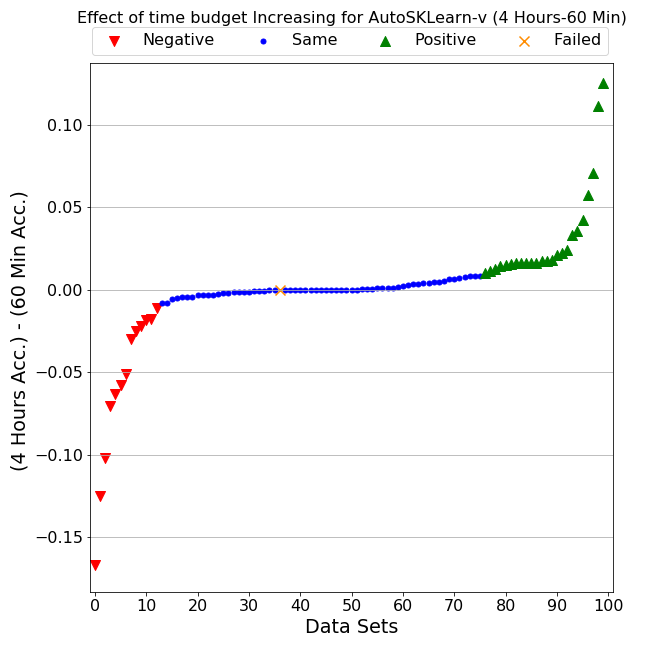 Effect of time budget Increasing for AutoSKLearn-v (4 Hours-60 Min)
Negative Same Positive Failed
(4 Hours Acc.) - (60 Min Acc.)
0.10
0.05
0.00
−0.05
−0.10
−0.15
0 10 20 30 40 50 60 70 80 90 100
Data Sets